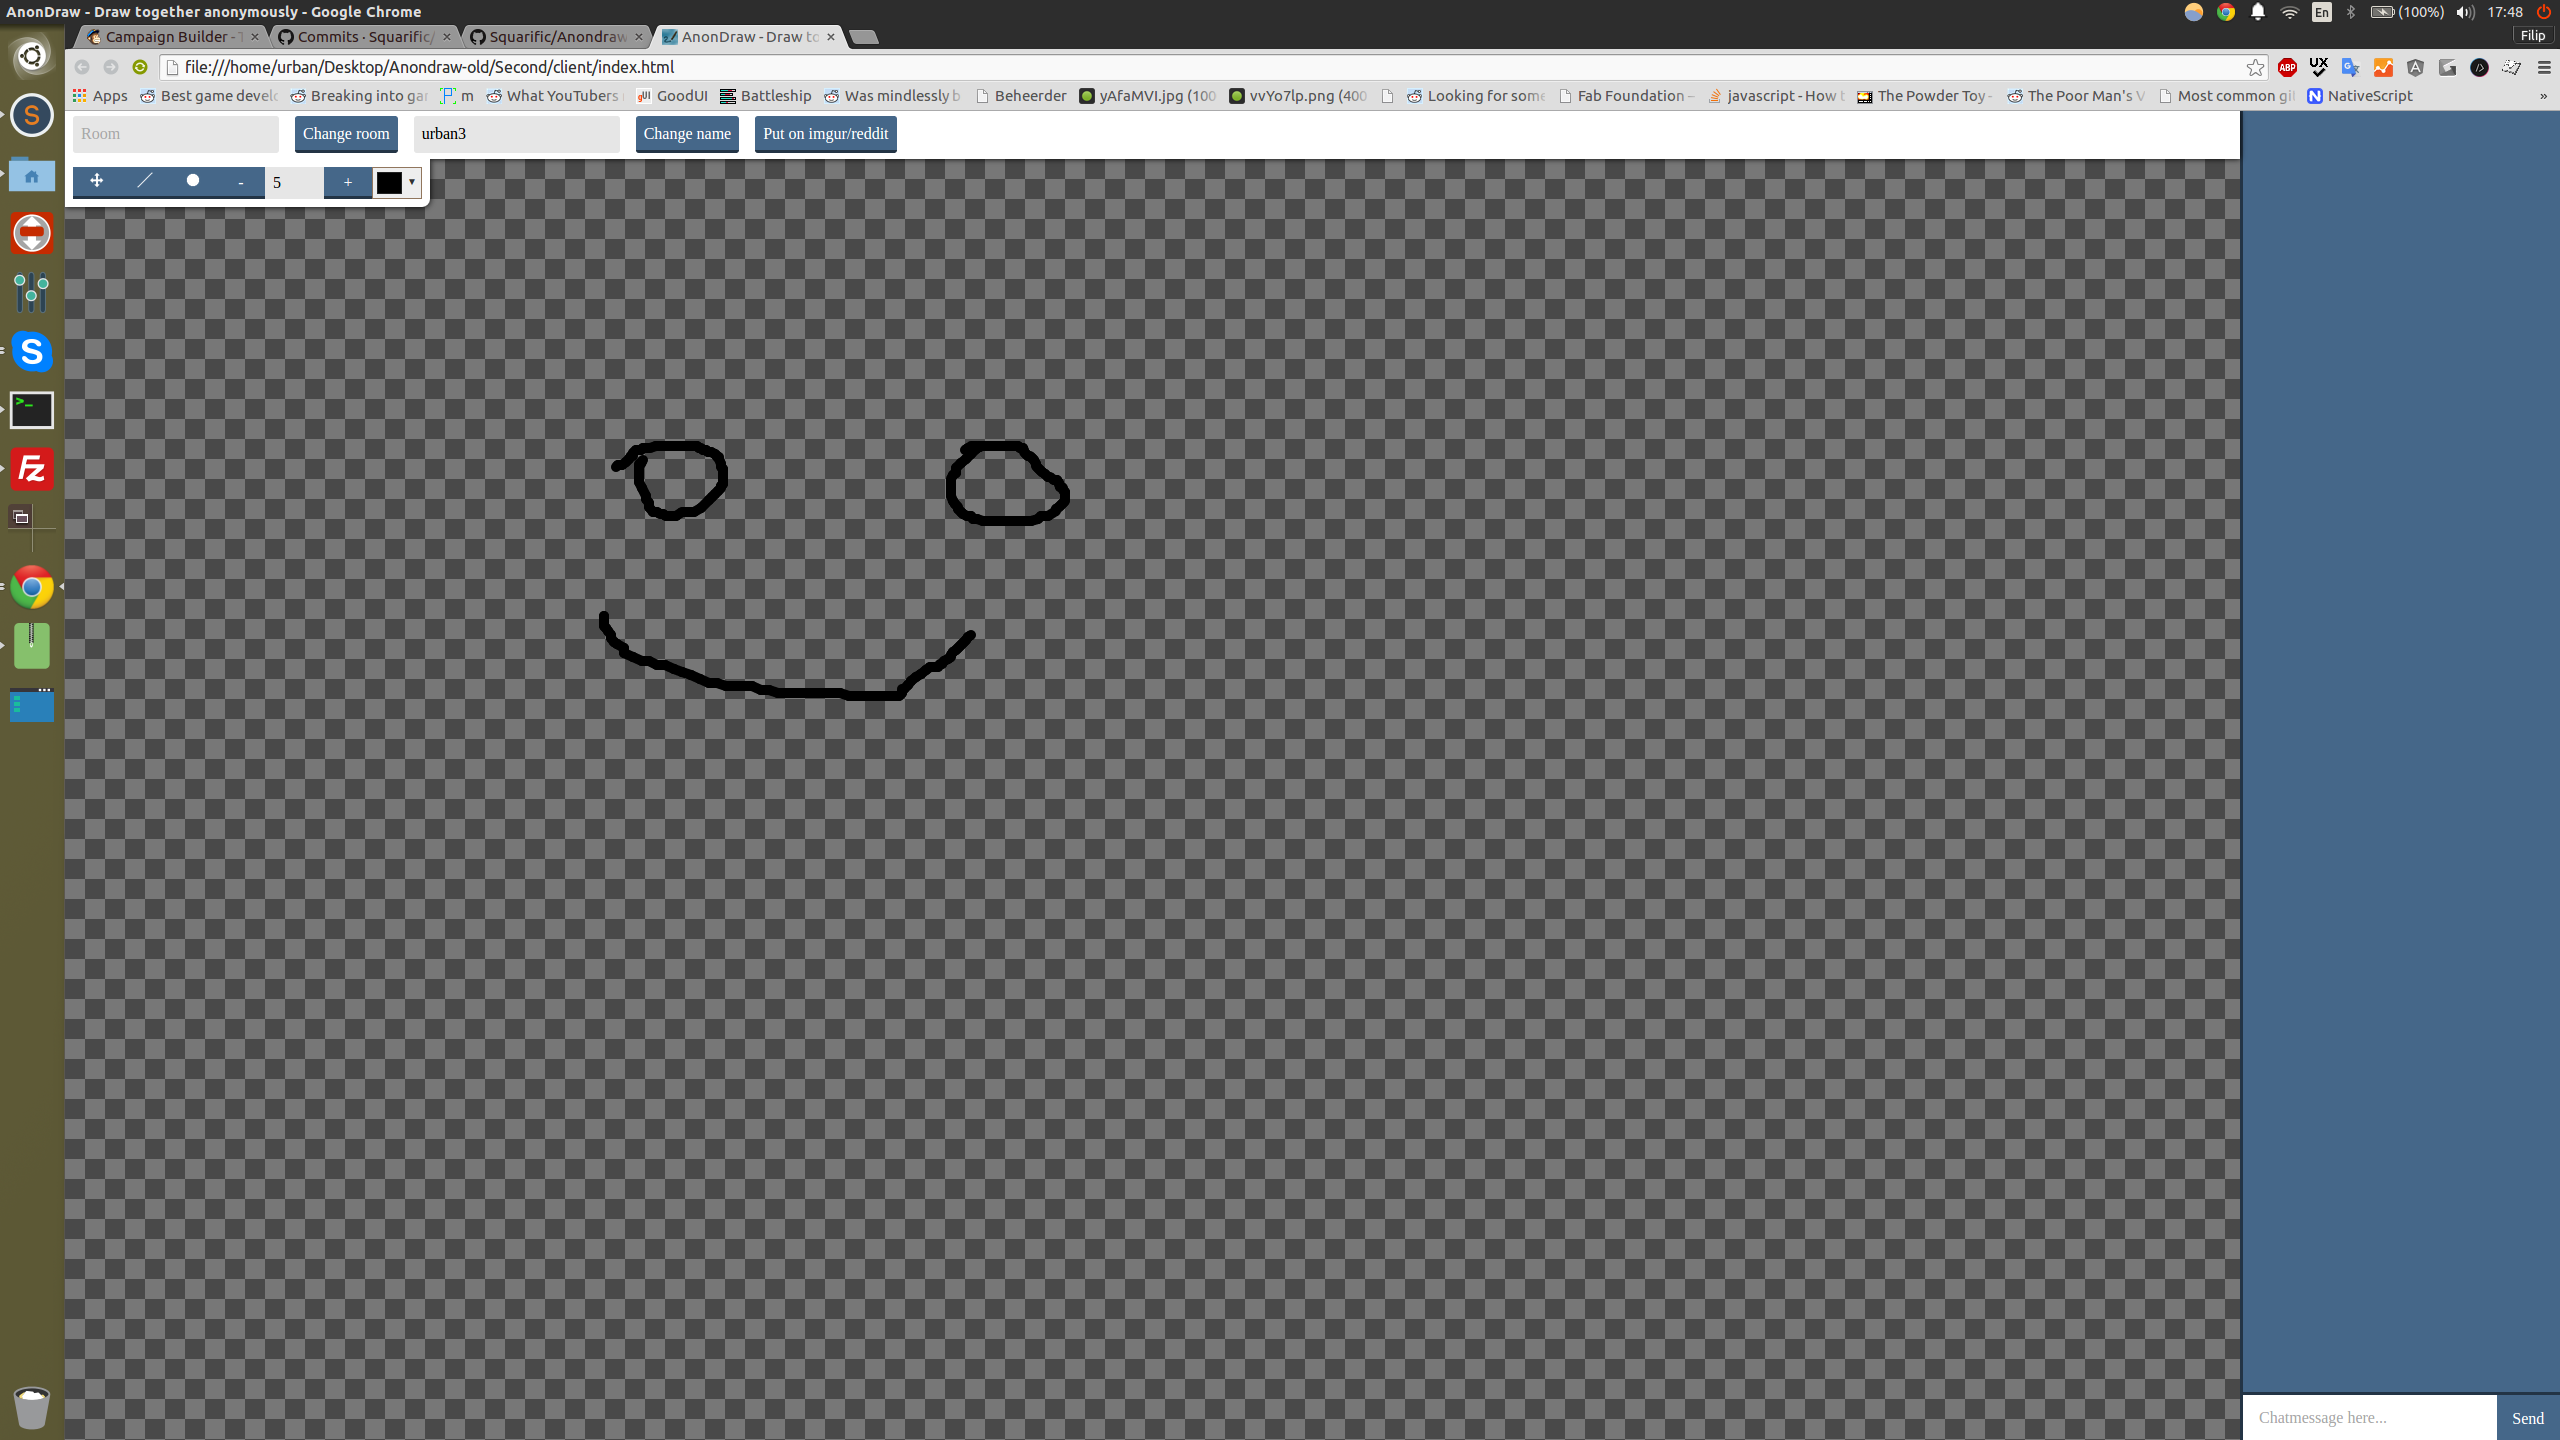 AnonDraw - Draw together anonymously - Google Chrome
En (100%) 17:48
Campaign Builder - T
Commits · Squarific/
Squarific/Anondraw
AnonDraw - Draw to
Filip
file:///home/urban/Desktop/Anondraw-old/Second/client/index.html
ABP UX
Apps Best game devel Breaking into gar m What YouTubers gUI GoodUI Battleship Was mindlessly b Beheerder yAfaMVI.jpg (100 vvYo7lp.png (400 Looking for some Fab Foundation – javascript - How t The Powder Toy - The Poor Man's V Most common gi NativeScript »
Room Change room urban3 Change name Put on imgur/reddit
- 5 +
Chatmessage here... Send